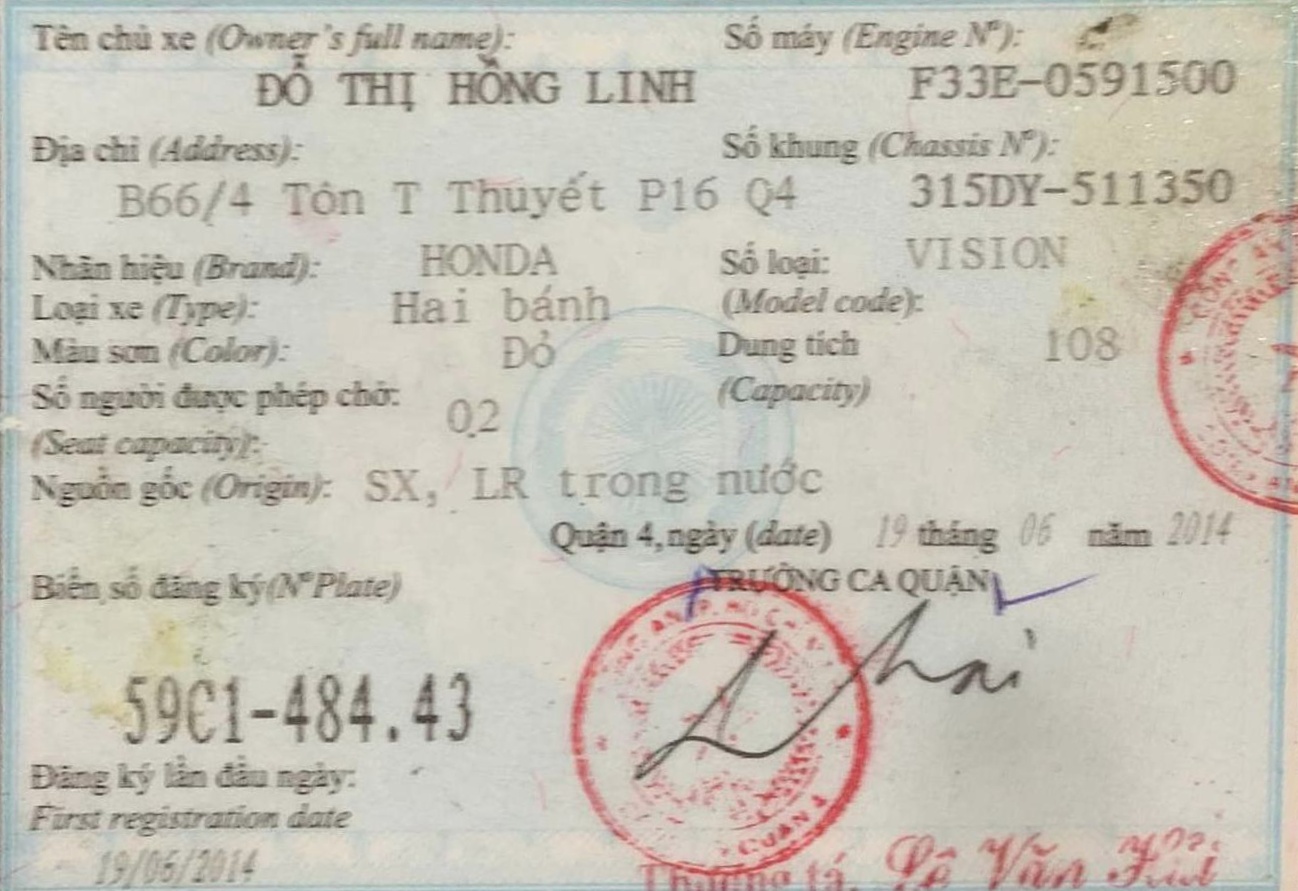 Tên chủ xe (Owner's full name):
ĐỖ THỊ HỒNG LINH
Số máy (Engine Nº):
F33E-0591500
Địa chỉ (Address):
B66/4 Tôn T Thuyết P16 Q4
Số khung (Chassis Nº):
315DY-511350
Nhãn hiệu (Brand): HONDA
Số loại: VISION
(Model code):
Loại xe (Type): Hai bánh
Màu sơn (Color): Đỏ
Dung tích 108
(Capacity)
Số người được phép chở: 02
(Seat capacity):
Nguồn gốc (Origin): SX, LR trong nước
Quận 4, ngày (date) 19 tháng 06 năm 2014
TRƯỞNG CA QUẬN
Biển số đăng ký (NºPlate)
59C1-484.43
Đăng ký lần đầu ngày:
First registration date
19/06/2014
Thượng tá. Lê Văn